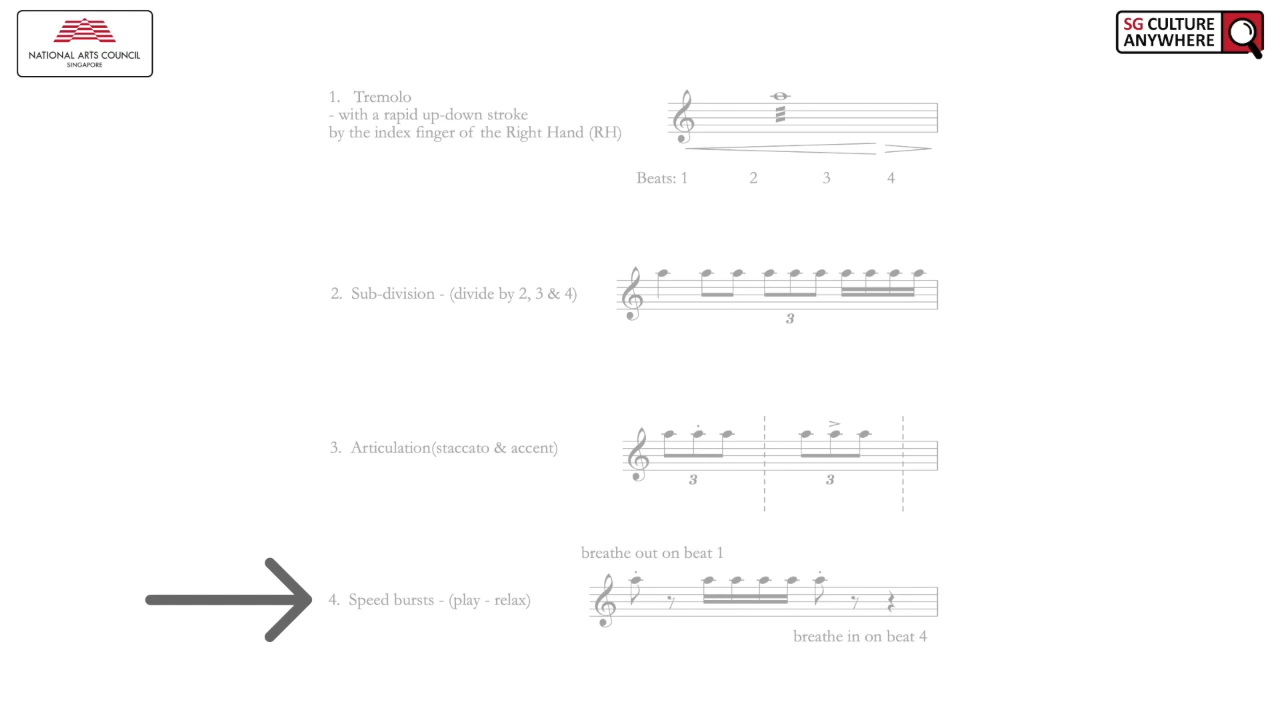 NATIONAL ARTS COUNCIL
SINGAPORE
SG CULTURE
ANYWHERE
1. Tremolo
- with a rapid up-down stroke
by the index finger of the Right Hand (RH)
Beats: 1 2 3 4
2. Sub-division - (divide by 2, 3 & 4)
3
3. Articulation(staccato & accent)
3 3
breathe out on beat 1
4. Speed bursts - (play - relax)
breathe in on beat 4